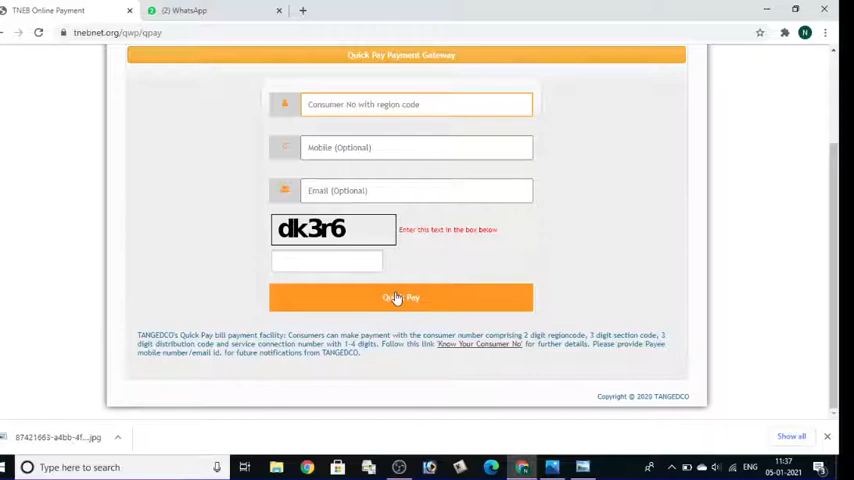 TNEB Online Payment
(2) WhatsApp
tnebnet.org/qwp/qpay
N
Quick Pay Payment Gateway
Consumer No with region code
Mobile (Optional)
Email (Optional)
dk3r6
Enter this text in the box below
Quick Pay
TANGEDCO's Quick Pay bill payment facility: Consumers can make payment with the consumer number comprising 2 digit regioncode, 3 digit section code, 3
digit distribution code and service connection number with 1-4 digits. Follow this link 'Know Your Consumer No' for further details. Please provide Payee
mobile number/email id. for future notifications from TANGEDCO.
Copyright @ 2020 TANGEDCO
87421663-a4bb-4f....jpg
Show all
Type here to search
ENG
11:37
05-01-2021
3